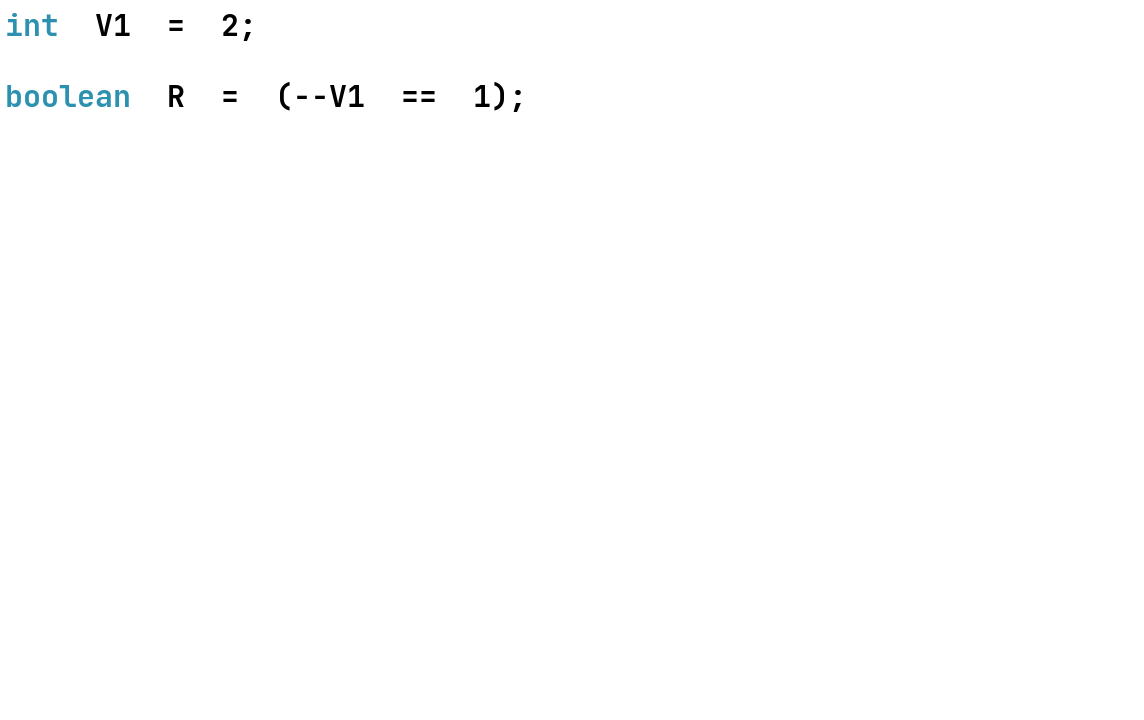 int V1 = 2;
boolean R = (--V1 == 1);